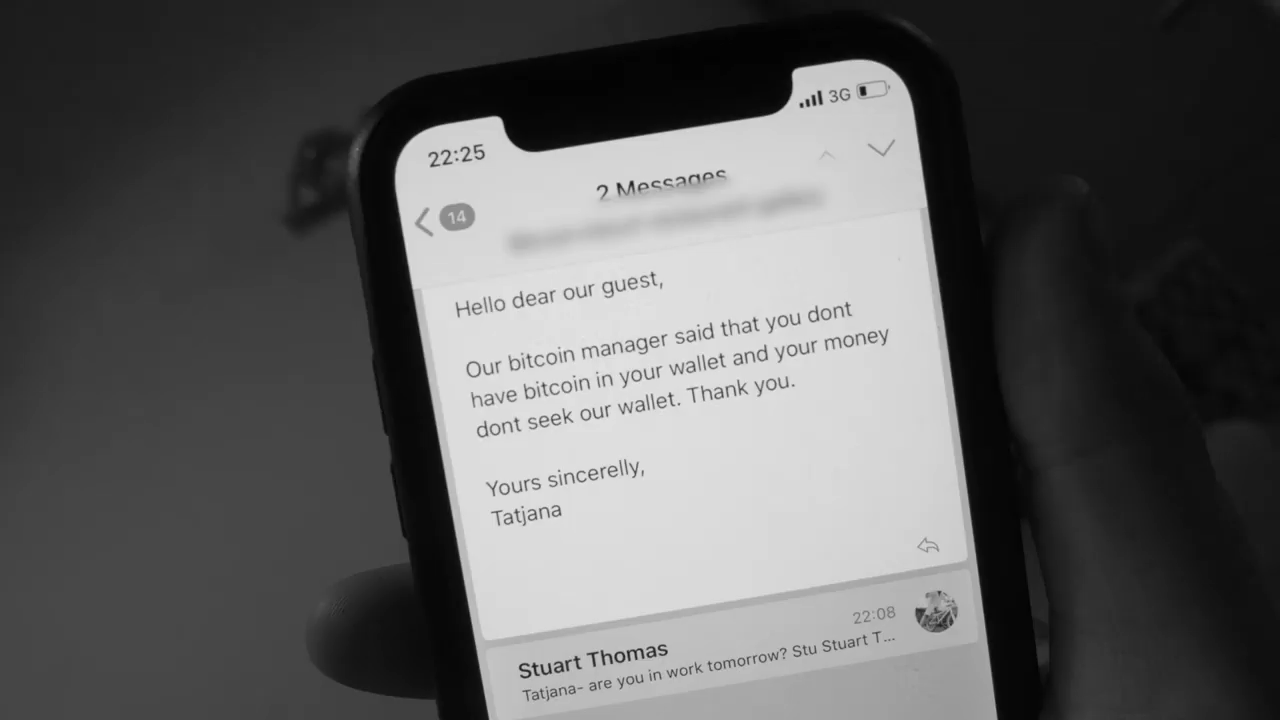 22:25
3G
2 Messages
14
Hello dear our guest,
Our bitcoin manager said that you dont
have bitcoin in your wallet and your money
dont seek our wallet. Thank you.
Yours sincerelly,
Tatjana
Stuart Thomas
22:08
Tatjana- are you in work tomorrow? Stu Stuart T...